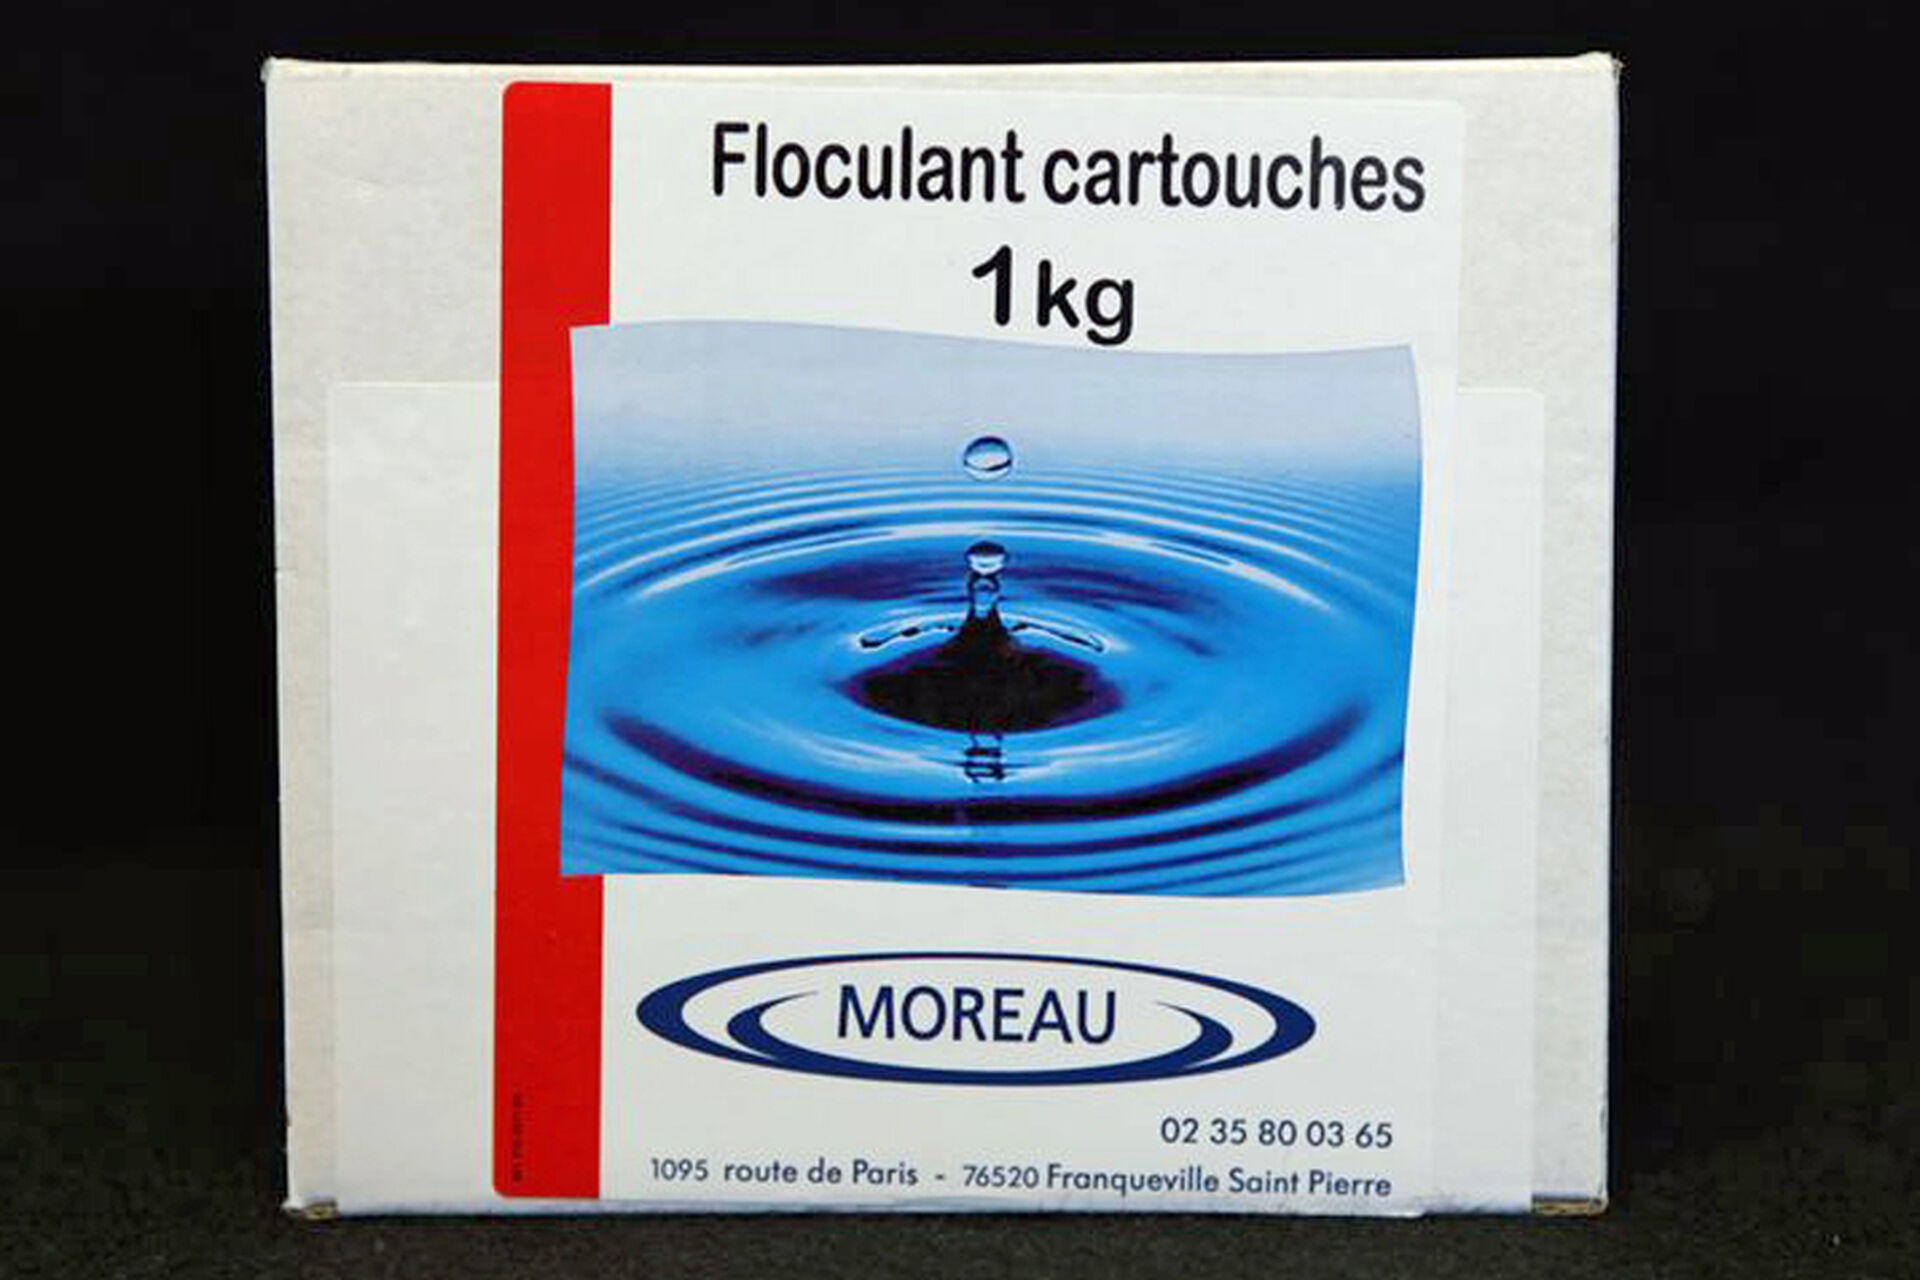 Floculant cartouches
1kg
MOREAU
02 35 80 03 65
1095 route de Paris - 76520 Franqueville Saint Pierre